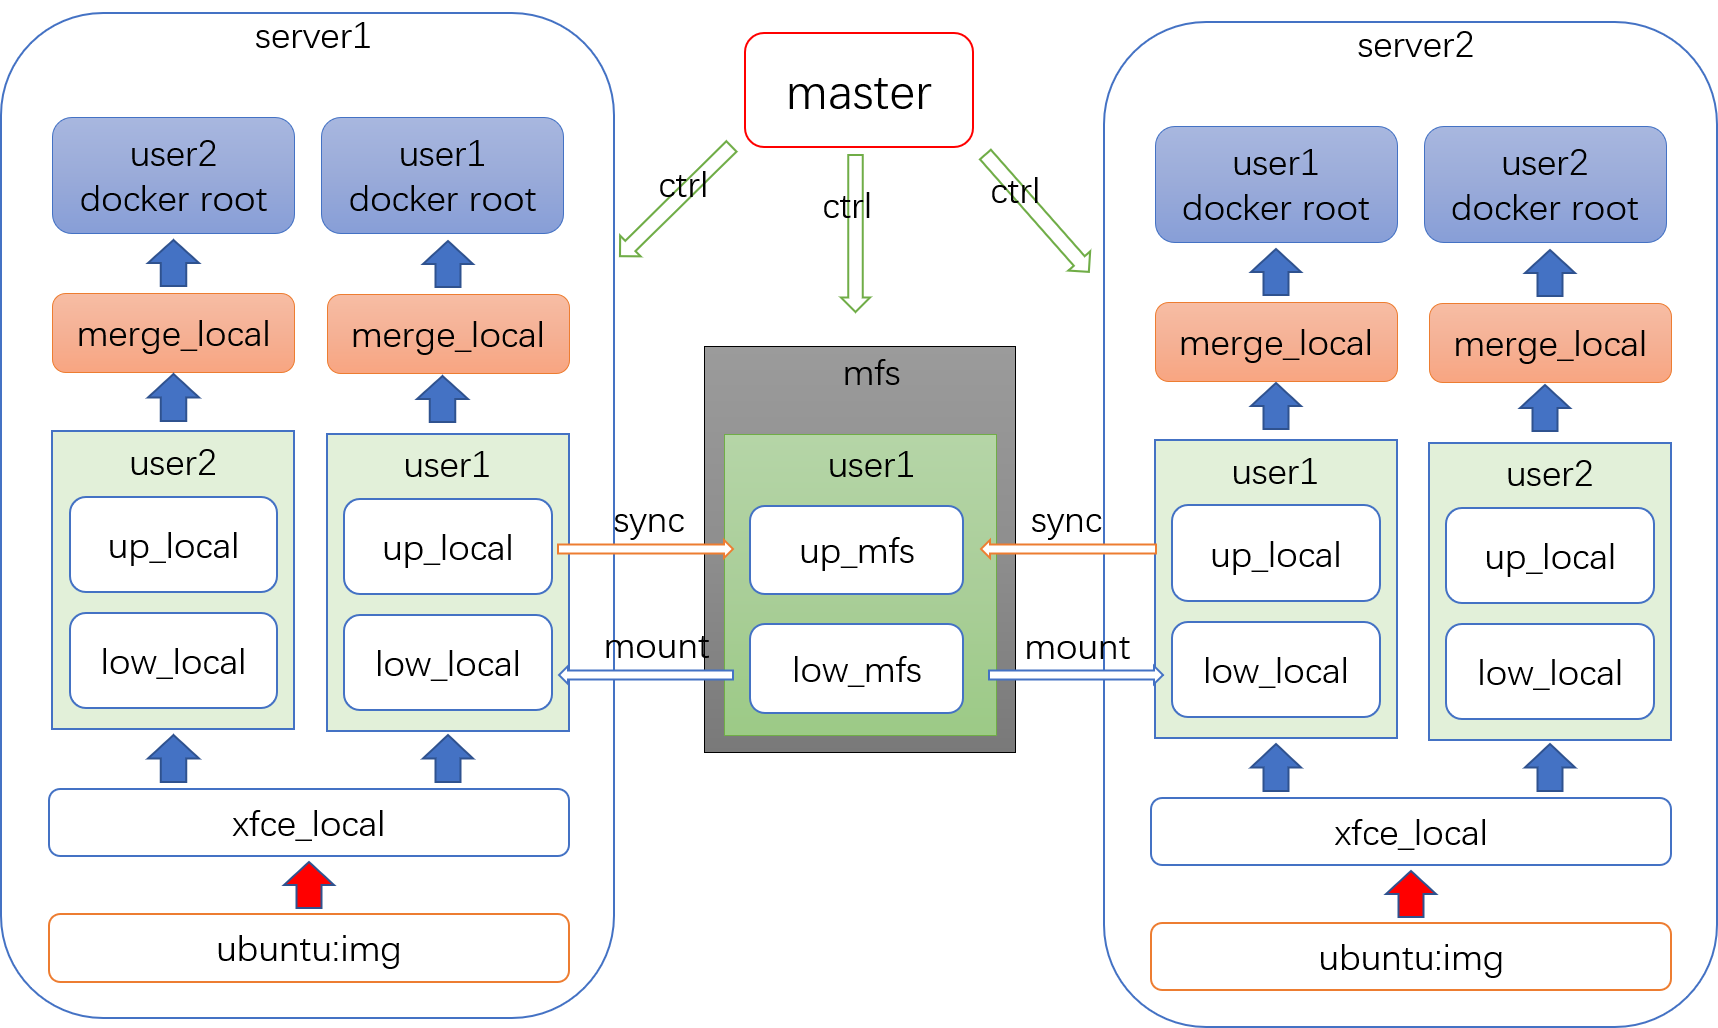 server1
user2
docker root
user1
docker root
merge_local
merge_local
user2
up_local
low_local
user1
up_local
low_local
xfce_local
ubuntu:img
master
ctrl
ctrl
ctrl
mfs
user1
up_mfs
low_mfs
sync
sync
mount
mount
server2
user1
docker root
user2
docker root
merge_local
merge_local
user1
up_local
low_local
user2
up_local
low_local
xfce_local
ubuntu:img